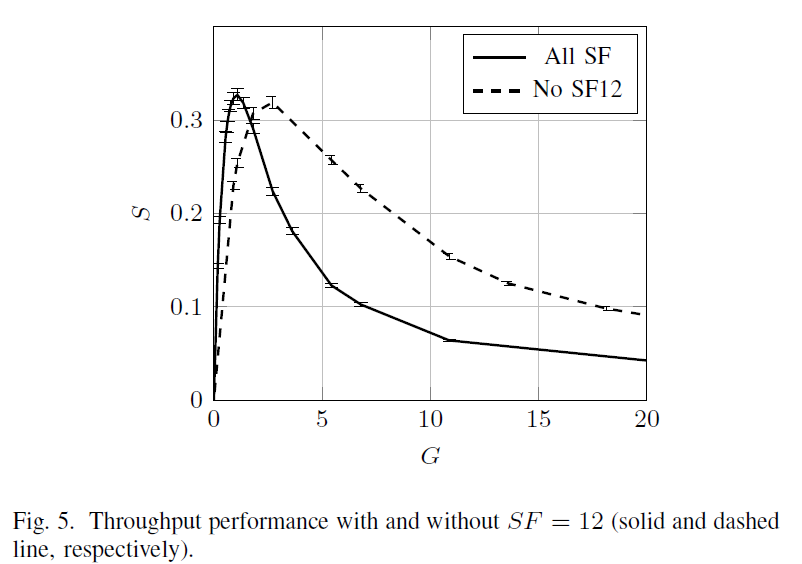 All SF
No SF12
0.3
0.2
0.1
0
S
0 5 10 15 20
G
Fig. 5. Throughput performance with and without SF = 12 (solid and dashed
line, respectively).